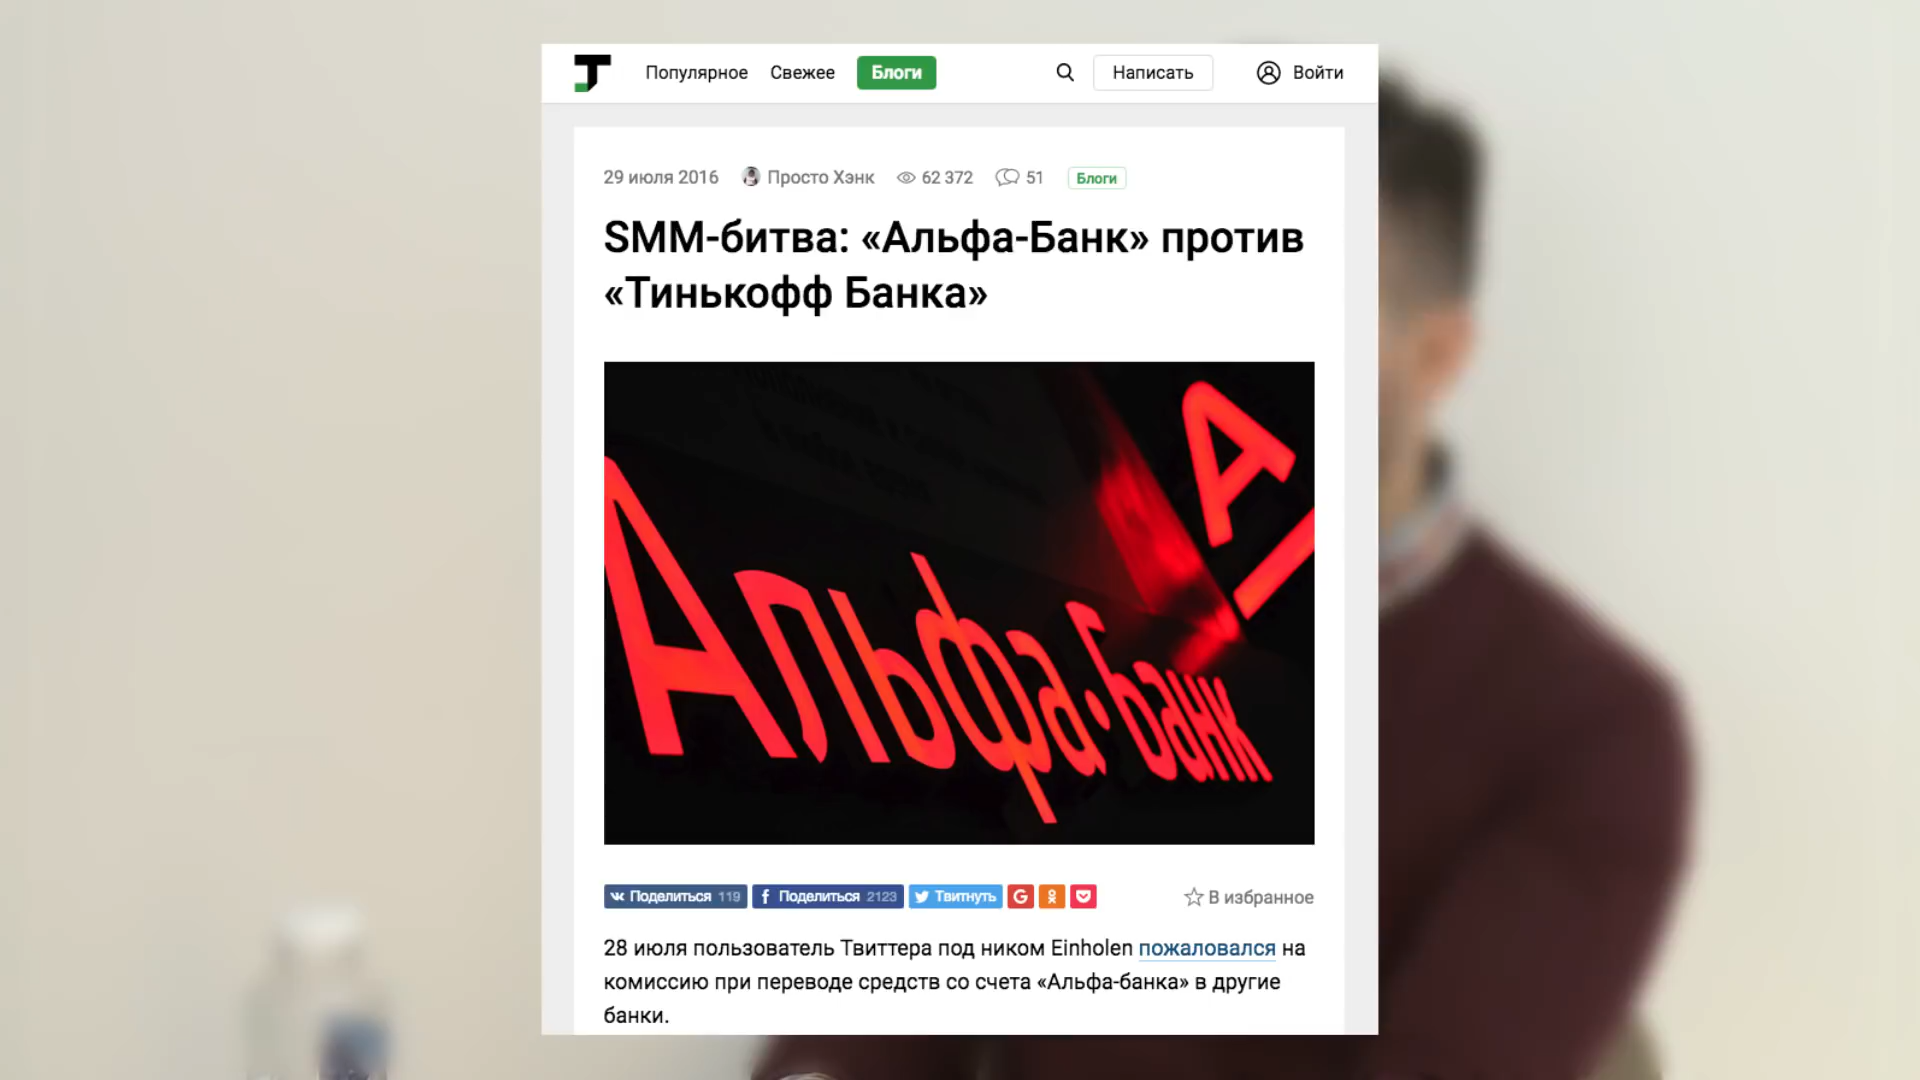 Популярное Свежее Блоги Написать Войти
29 июля 2016 Просто Хэнк 62 372 51 Блоги
SMM-битва: «Альфа-Банк» против
«Тинькофф Банка»
А
Альфа·Банк
Поделиться 119 Поделиться 2123 Твитнуть В избранное
28 июля пользователь Твиттера под ником Einholen пожаловался на
комиссию при переводе средств со счета «Альфа-банка» в другие
банки.